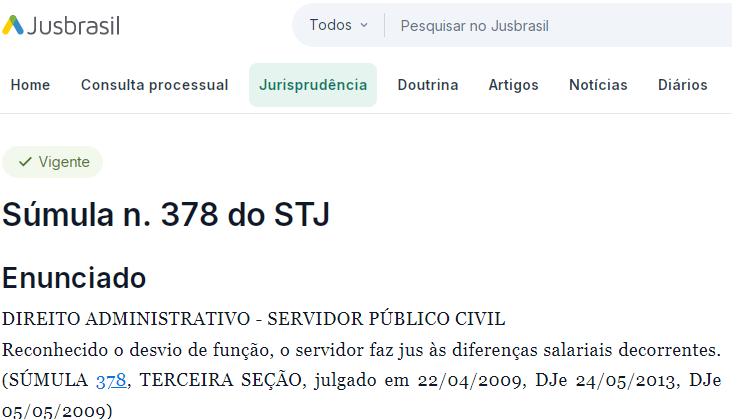 Jusbrasil
Todos
Pesquisar no Jusbrasil
Home Consulta processual Jurisprudência Doutrina Artigos Notícias Diários
Vigente
Súmula n. 378 do STJ
Enunciado
DIREITO ADMINISTRATIVO - SERVIDOR PÚBLICO CIVIL
Reconhecido o desvio de função, o servidor faz jus às diferenças salariais decorrentes.
(SÚMULA 378, TERCEIRA SEÇÃO, julgado em 22/04/2009, DJe 24/05/2013, DJe
05/05/2009)